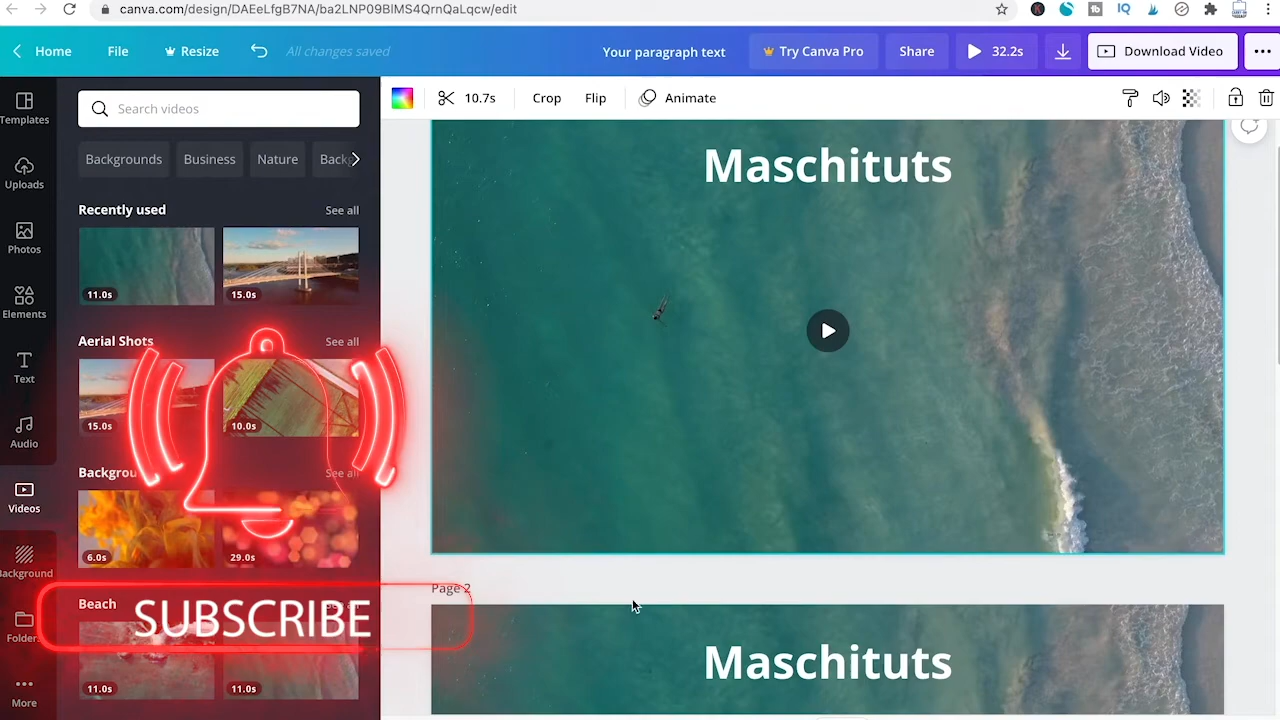 canva.com/design/DAEeLfgB7NA/ba2LNP09BlMS4QrnQaLqcw/edit
Home File Resize All changes saved Your paragraph text Try Canva Pro Share 32.2s Download Video
10.7s Crop Flip Animate
Templates
Uploads
Photos
Elements
Text
Audio
Videos
Background
Folders
More
Search videos
Backgrounds Business Nature
Recently used See all
11.0s 15.0s
Aerial Shots See all
15.0s 10.0s
See all
6.0s 29.0s
Beach
SUBSCRIBE
11.0s 11.0s
Maschituts
Page 2
Maschituts